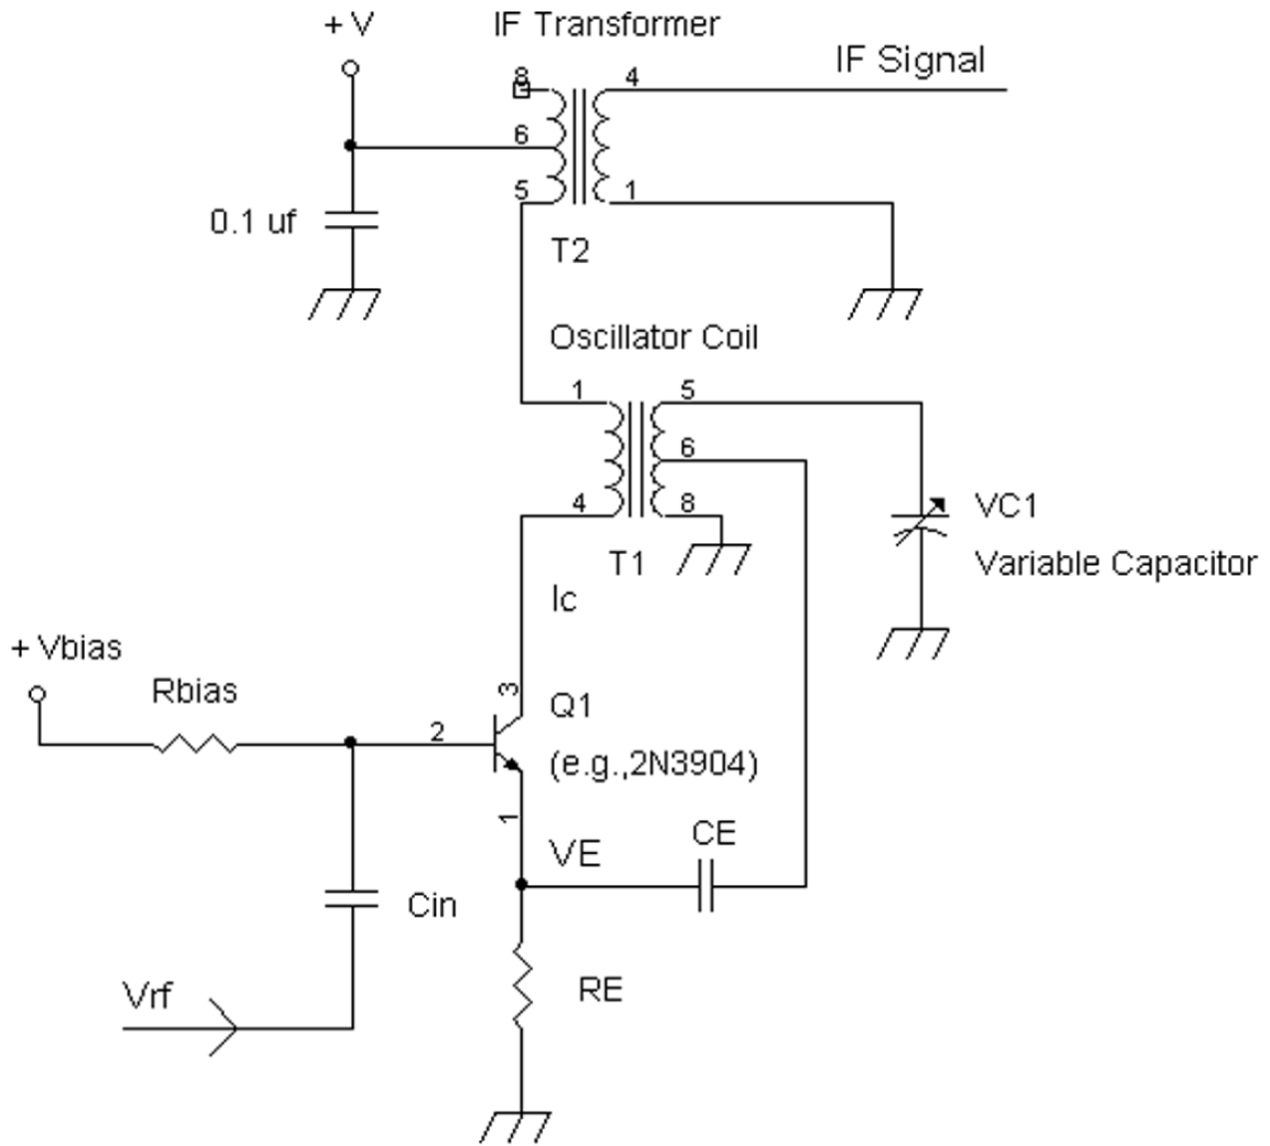 + V
IF Transformer
IF Signal
8
4
6
5
1
0.1 uf
T2
Oscillator Coil
1
5
6
4
8
VC1
T1
Variable Capacitor
Ic
+ Vbias
Rbias
3
Q1
2
(e.g.,2N3904)
1
VE
CE
Cin
Vrf
RE